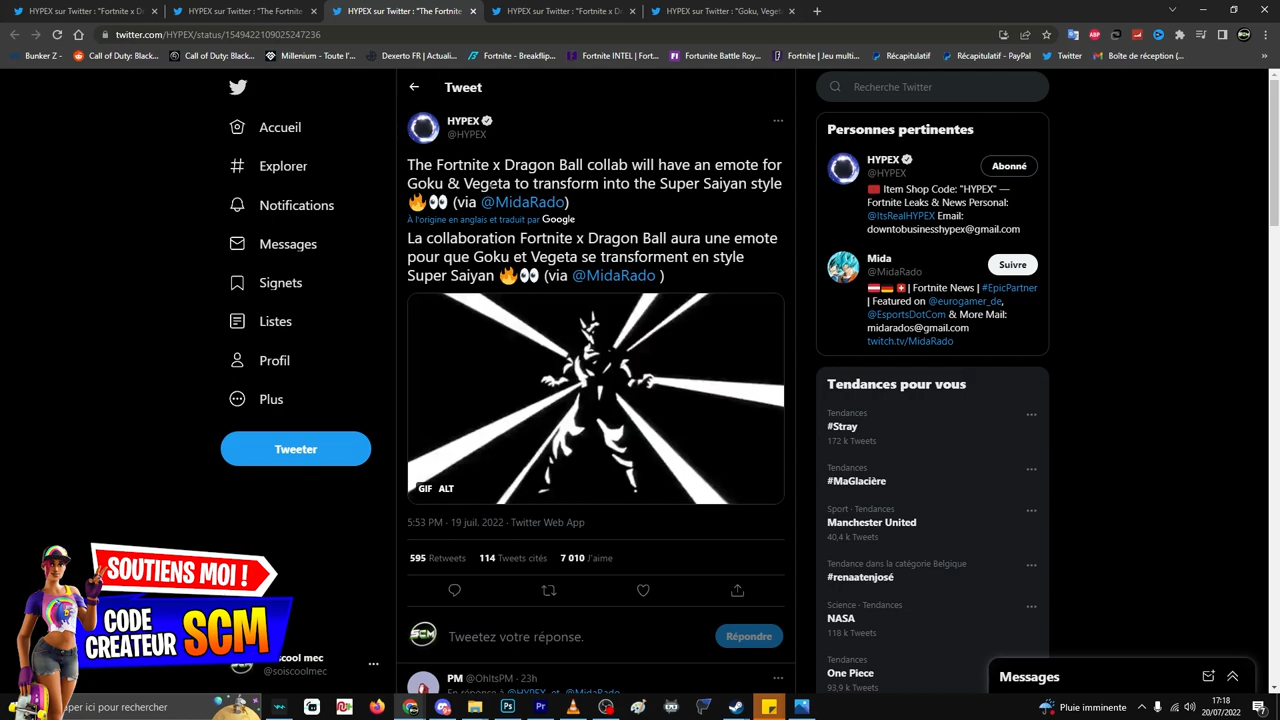 HYPEX on Twitter: "Fortnite x D
HYPEX on Twitter: "The Fortnite
HYPEX on Twitter: "The Fortnite
HYPEX on Twitter: "Fortnite x Dr
HYPEX on Twitter: "Goku, Vegeta
twitter.com/HYPEX/status/1549422109025247236
Bunker Z -
Call of Duty: Black...
Call of Duty: Black...
Millenium - Toute l'...
Dexerto FR | Actuali...
Fortnite - Breakflip...
Fortnite INTEL | Fort...
Fortunite Battle Roy...
Fortnite | Jeu multi...
Récapitulatif
Récapitulatif - PayPal
Twitter
Boîte de réception (...
»
Accueil
Explorer
Notifications
Messages
Signets
Listes
Profil
Plus
Tweeter
Tweet
HYPEX
@HYPEX
The Fortnite x Dragon Ball collab will have an emote for
Goku & Vegeta to transform into the Super Saiyan style
🔥👀 (via @MidaRado)
À l'origine en anglais et traduit par Google
La collaboration Fortnite x Dragon Ball aura une emote
pour que Goku et Vegeta se transforment en style
Super Saiyan 🔥👀 (via @MidaRado )
GIF ALT
5:53 PM · 19 juil. 2022 · Twitter Web App
595 Retweets 114 Tweets cités 7 010 J'aime
Tweetez votre réponse.
Répondre
PM @OhItsPM · 23h
En réponse à @HYPEX et @MidaRado
Recherche Twitter
Personnes pertinentes
HYPEX
@HYPEX
Abonné
Item Shop Code: "HYPEX" —
Fortnite Leaks & News Personal:
@ItsRealHYPEX Email:
downtobusinesshypex@gmail.com
Mida
@MidaRado
Suivre
| Fortnite News | #EpicPartner
| Featured on @eurogamer_de,
@EsportsDotCom & More Mail:
midarados@gmail.com
twitch.tv/MidaRado
Tendances pour vous
Tendances
#Stray
172 k Tweets
Tendances
#MaGlacière
Sport · Tendances
Manchester United
40,4 k Tweets
Tendance dans la catégorie Belgique
#renaatenjosé
Science · Tendances
NASA
118 k Tweets
Tendances
One Piece
93,9 k Tweets
Messages
SOUTIENS MOI !
CODE
CREATEUR SCM
SCM
iscool mec
@soiscoolmec
per ici pour rechercher
Pluie imminente
17:18
20/07/2022